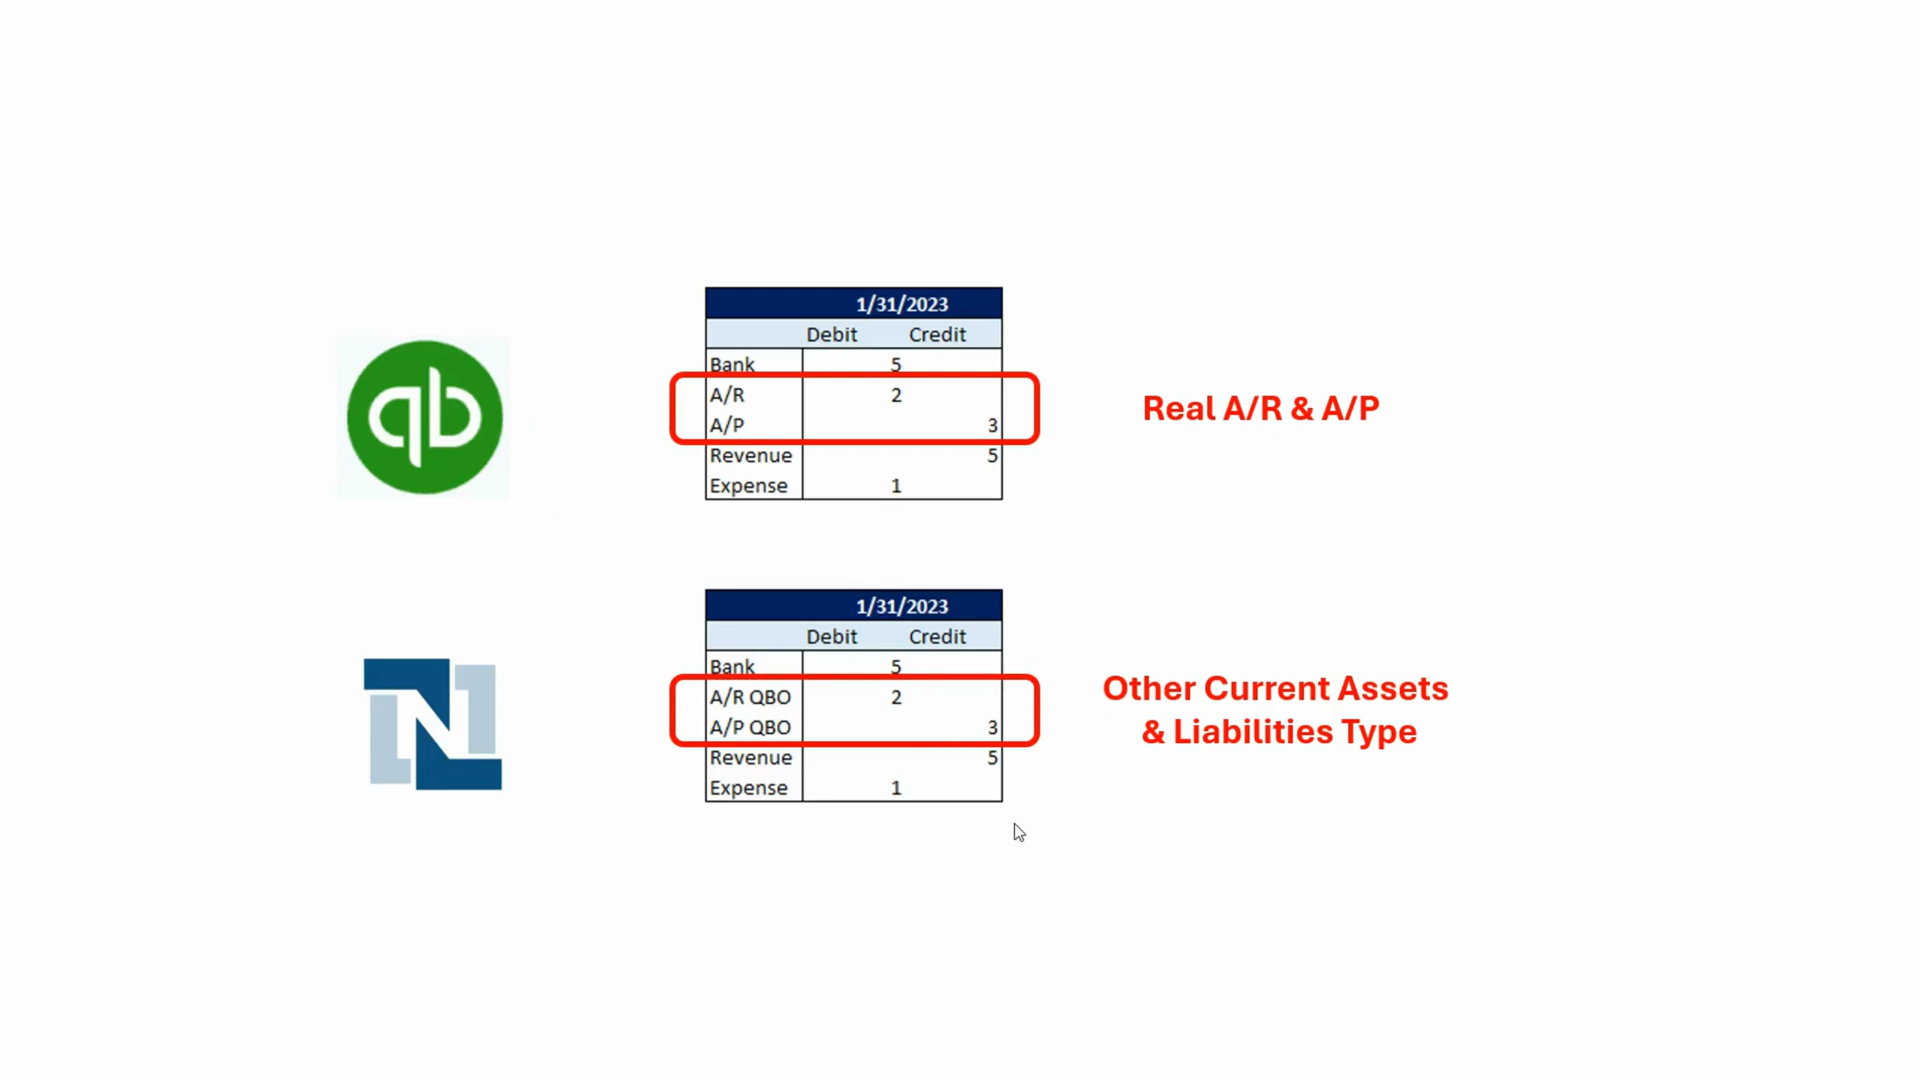 1/31/2023
Debit Credit
Bank 5
A/R 2
A/P 3
Revenue 5
Expense 1
Real A/R & A/P
qb
1/31/2023
Debit Credit
Bank 5
A/R QBO 2
A/P QBO 3
Revenue 5
Expense 1
Other Current Assets
& Liabilities Type
N